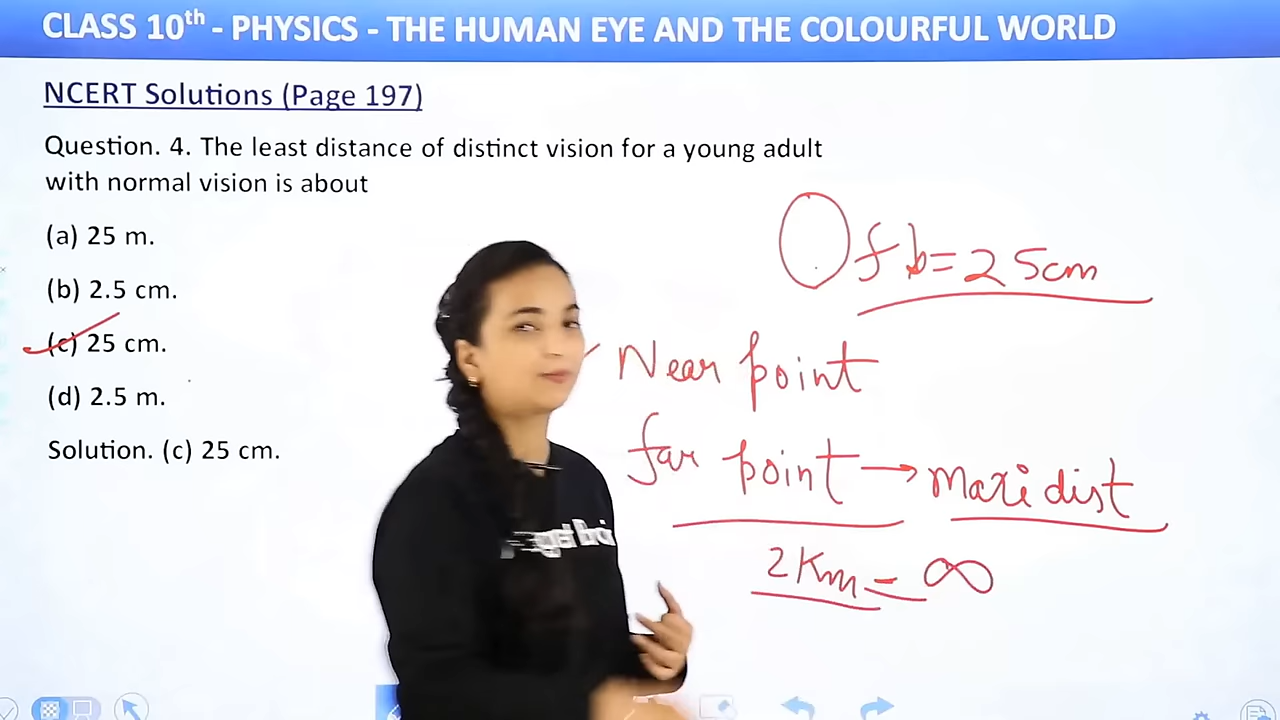 CLASS 10th - PHYSICS - THE HUMAN EYE AND THE COLOURFUL WORLD
NCERT Solutions (Page 197)
Question. 4. The least distance of distinct vision for a young adult
with normal vision is about
(a) 25 m.
(b) 2.5 cm.
(c) 25 cm.
(d) 2.5 m.
Solution. (c) 25 cm.
= 25cm
Near point
far point → maxi dist
2 Km - ∞